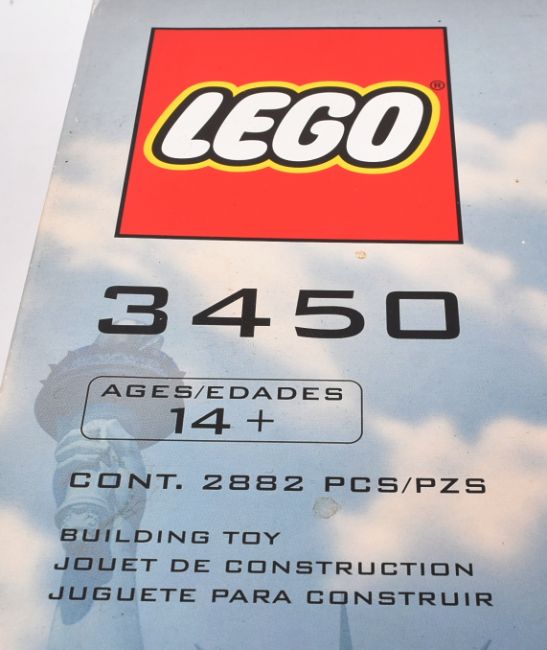 LEGO®
3450
AGES/EDADES
14+
CONT. 2882 PCS/PZS
BUILDING TOY
JOUET DE CONSTRUCTION
JUGUETE PARA CONSTRUIR